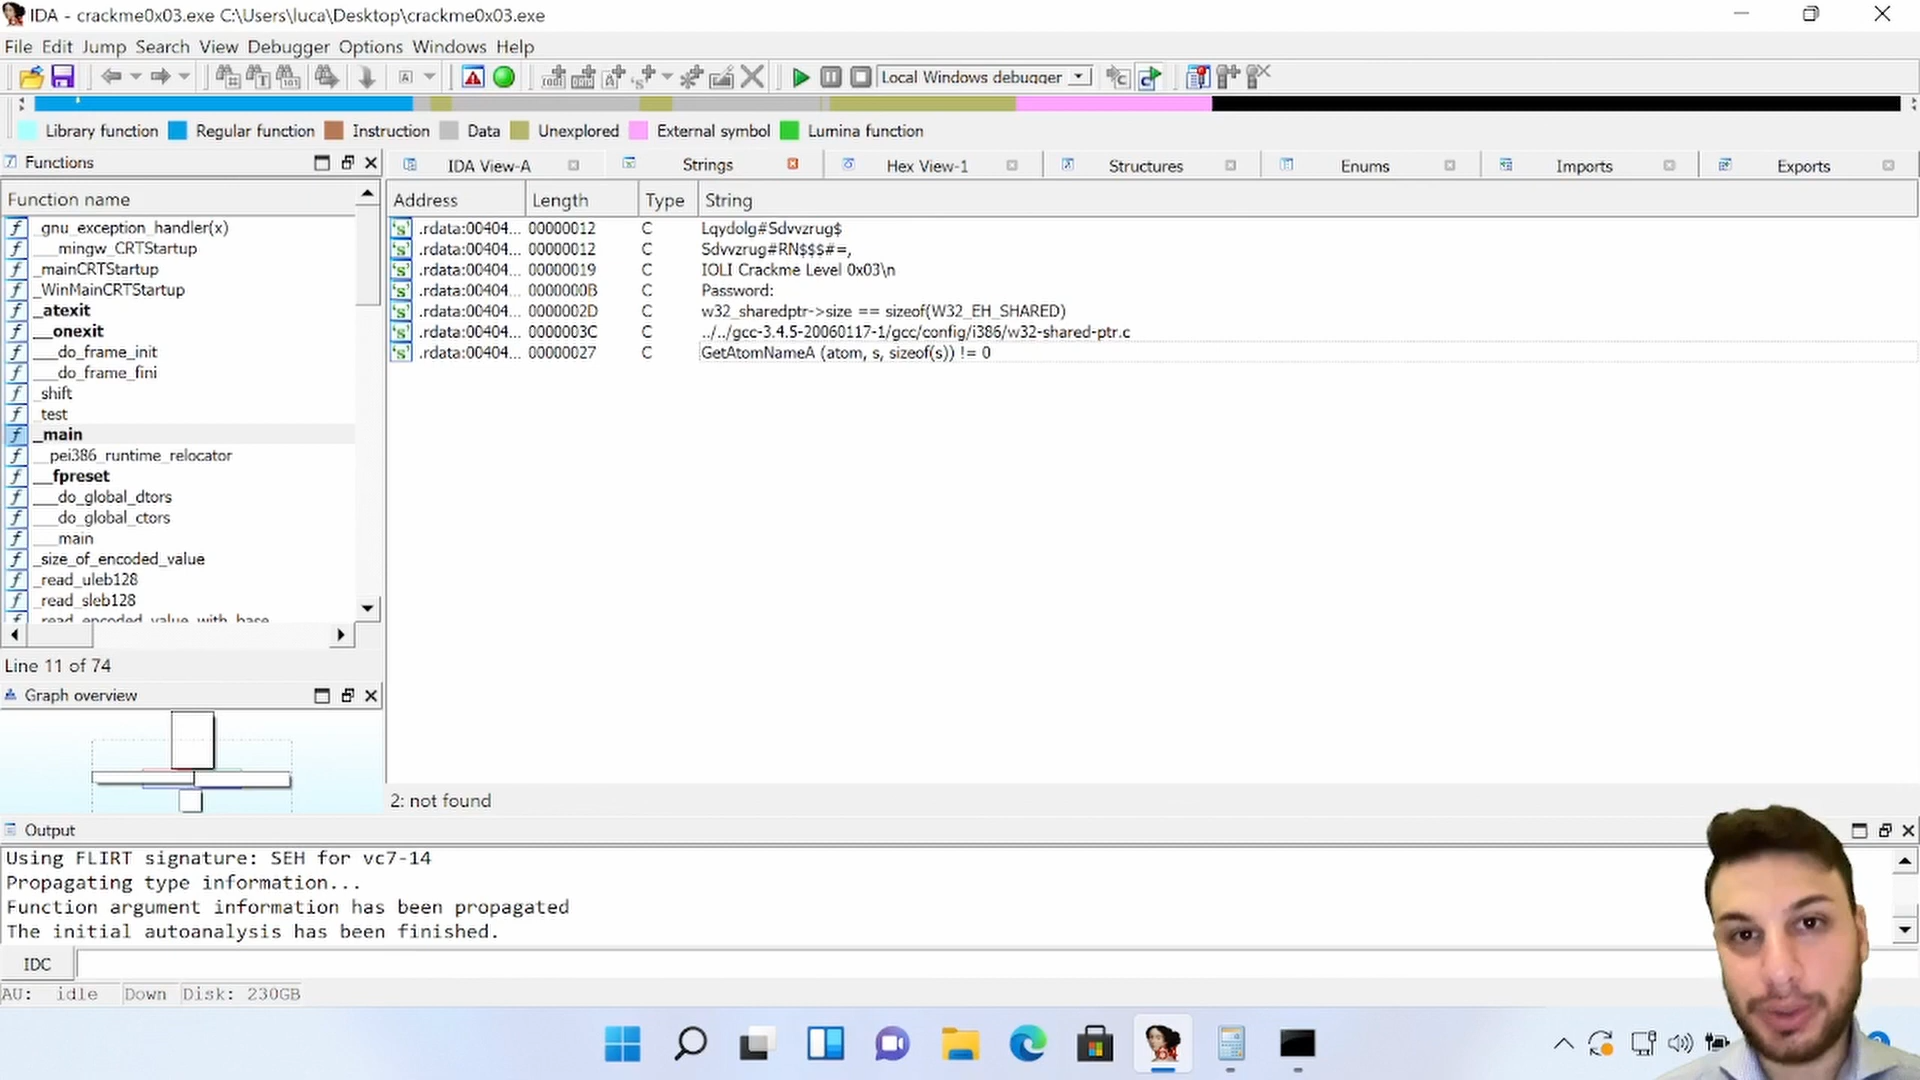 IDA - crackme0x03.exe C:\Users\luca\Desktop\crackme0x03.exe
File Edit Jump Search View Debugger Options Windows Help
Local Windows debugger
Library function Regular function Instruction Data Unexplored External symbol Lumina function
Functions
IDA View-A Strings Hex View-1 Structures Enums Imports Exports
Function name
_gnu_exception_handler(x)
___mingw_CRTStartup
_mainCRTStartup
_WinMainCRTStartup
_atexit
__onexit
___do_frame_init
___do_frame_fini
_shift
_test
_main
__pei386_runtime_relocator
__fpreset
___do_global_dtors
___do_global_ctors
___main
_size_of_encoded_value
_read_uleb128
_read_sleb128
_read_encoded_value_with_base
Line 11 of 74
Address Length Type String
.rdata:00404... 00000012 C Lqydolg#Sdvvzrug$
.rdata:00404... 00000012 C Sdvvzrug#RN$$$#=,
.rdata:00404... 00000019 C IOLI Crackme Level 0x03\n
.rdata:00404... 0000000B C Password:
.rdata:00404... 0000002D C w32_sharedptr->size == sizeof(W32_EH_SHARED)
.rdata:00404... 0000003C C ../../gcc-3.4.5-20060117-1/gcc/config/i386/w32-shared-ptr.c
.rdata:00404... 00000027 C GetAtomNameA (atom, s, sizeof(s)) != 0
Graph overview
2: not found
Output
Using FLIRT signature: SEH for vc7-14
Propagating type information...
Function argument information has been propagated
The initial autoanalysis has been finished.
IDC
AU: idle Down Disk: 230GB